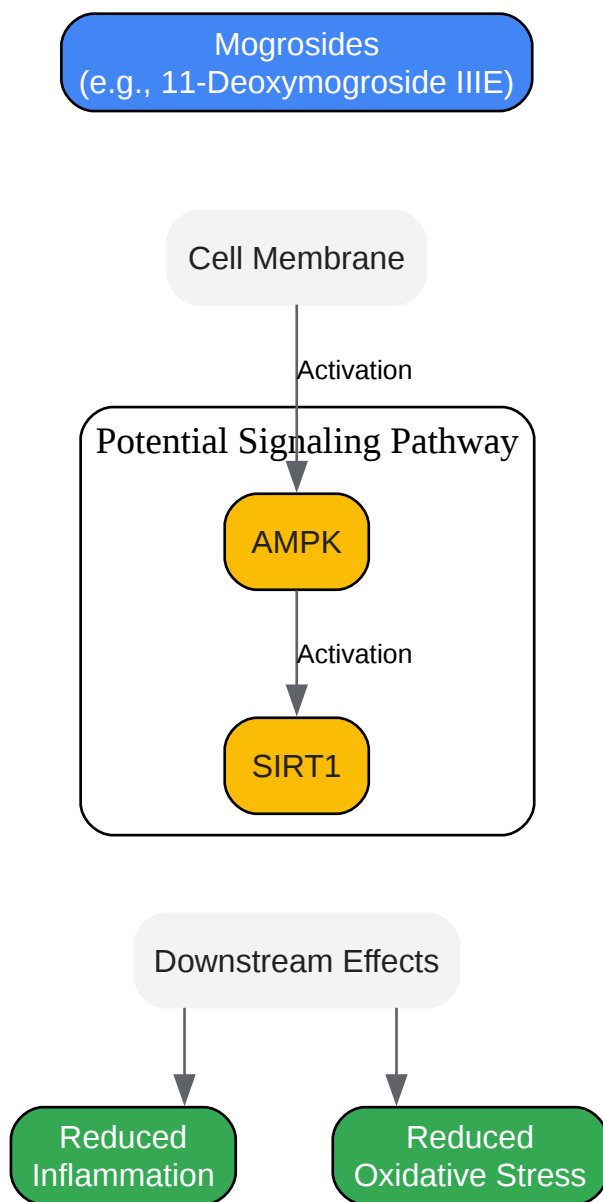 Mogrosides
(e.g., 11-Deoxymogroside IIIE)
Cell Membrane
Activation
Potential Signaling Pathway
AMPK
Activation
SIRT1
Downstream Effects
Reduced
Inflammation
Reduced
Oxidative Stress